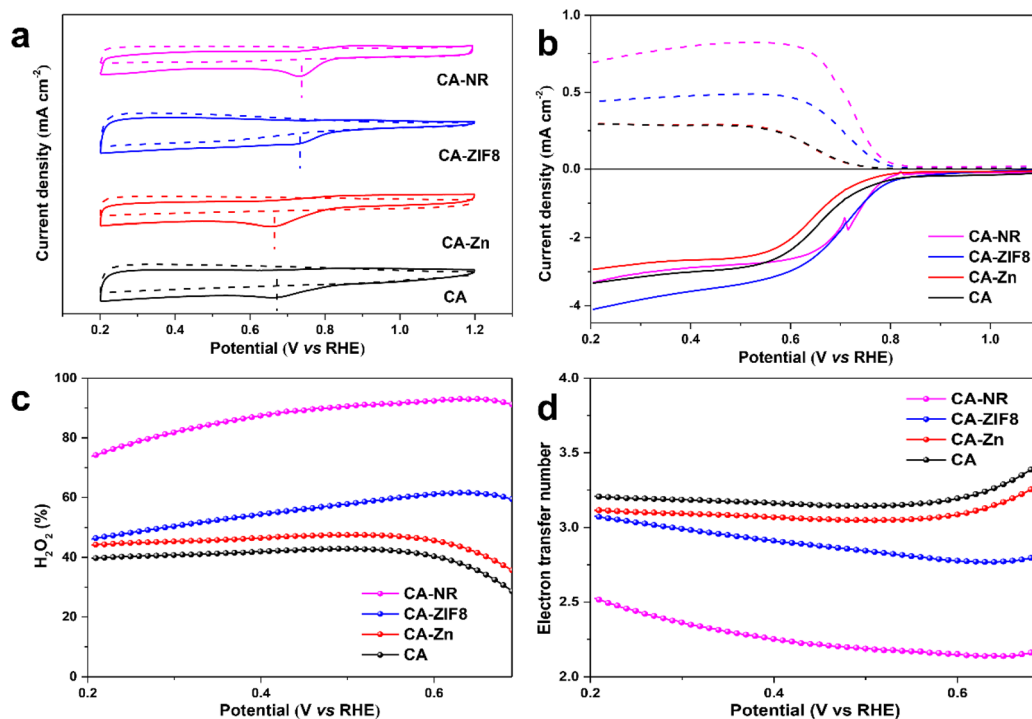 a
Current density (mA cm⁻²)
CA-NR
CA-ZIF8
CA-Zn
CA
0.2 0.4 0.6 0.8 1.0 1.2
Potential (V vs RHE)
b
Current density (mA cm⁻²)
1.0
0.5
0.0
-2
-4
CA-NR
CA-ZIF8
CA-Zn
CA
0.2 0.4 0.6 0.8 1.0
Potential (V vs RHE)
c
H₂O₂ (%)
100
80
60
40
20
0
CA-NR
CA-ZIF8
CA-Zn
CA
0.2 0.4 0.6
Potential (V vs RHE)
d
Electron transfer number
4.0
3.5
3.0
2.5
2.0
CA-NR
CA-ZIF8
CA-Zn
CA
0.2 0.4 0.6
Potential (V vs RHE)